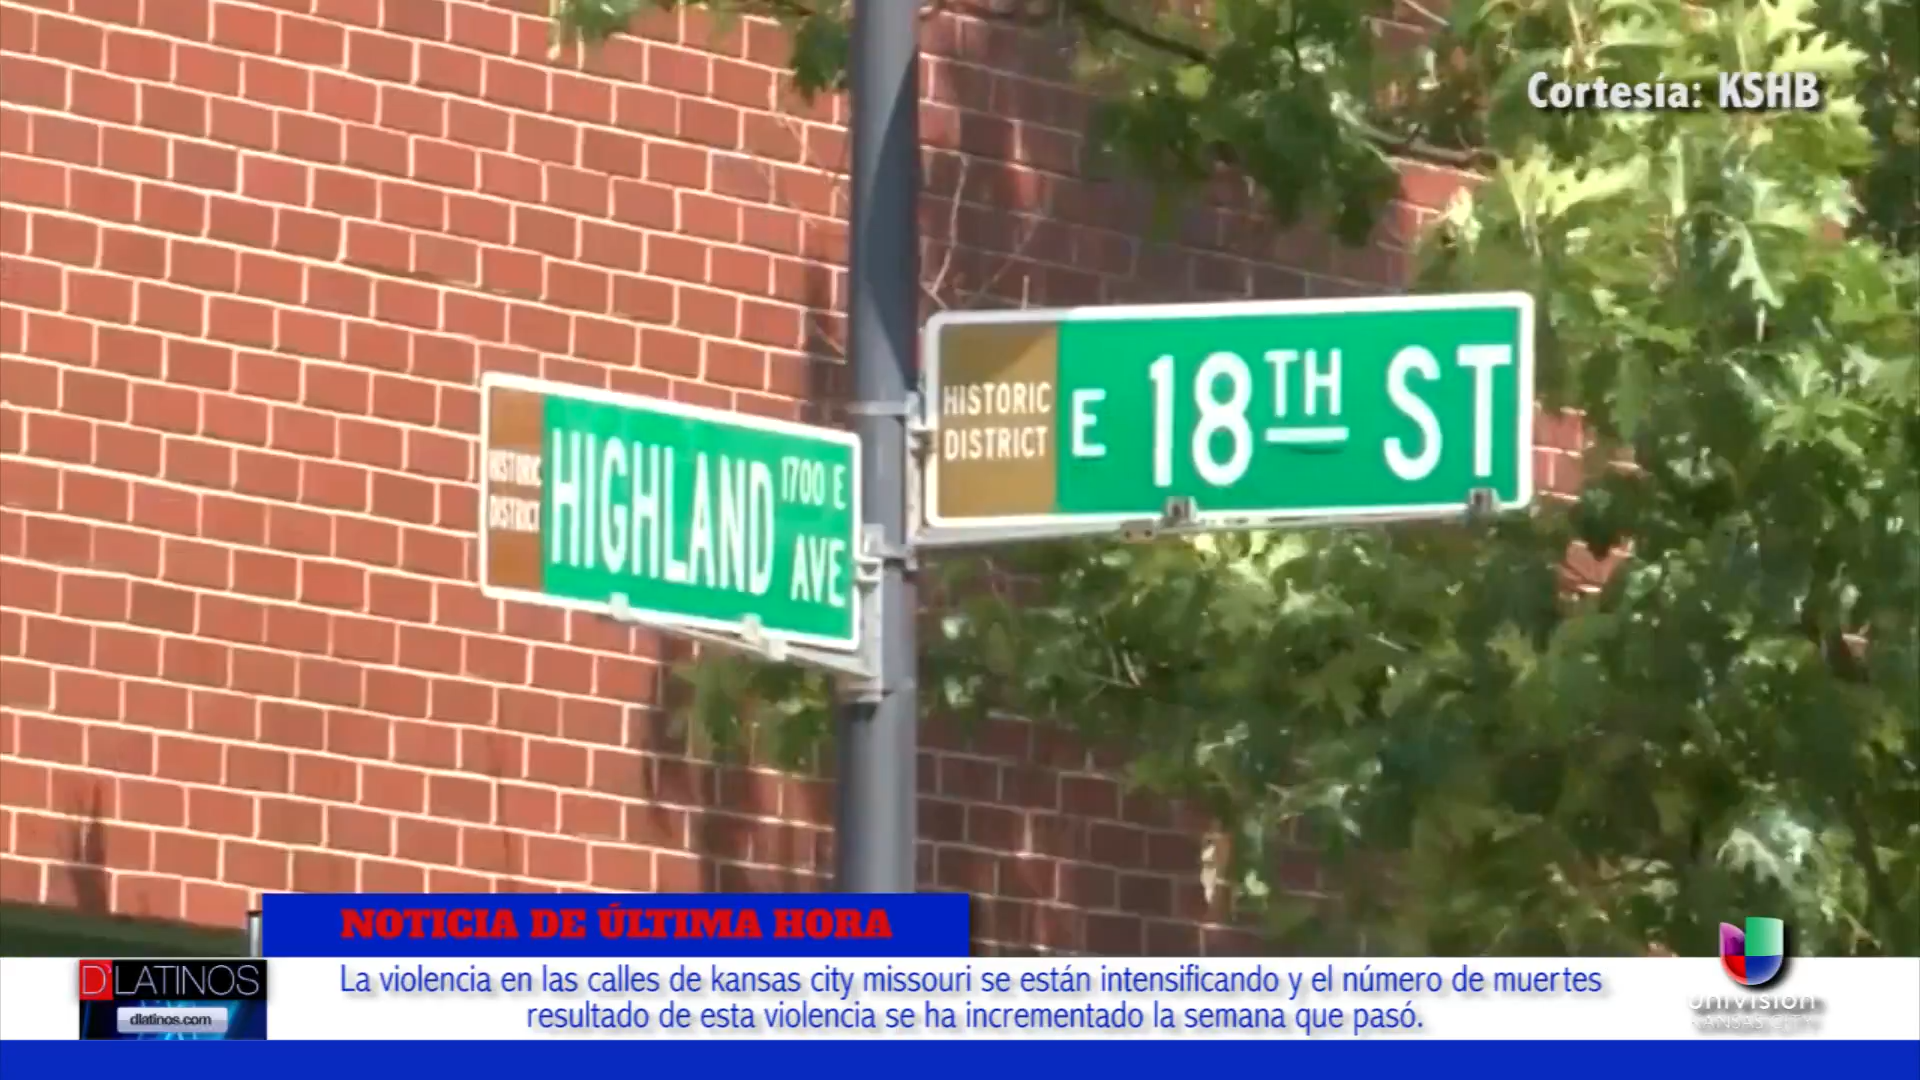 Cortesía: KSHB
HISTORIC
DISTRICT
E 18TH ST
HISTORIC
DISTRICT
HIGHLAND
1700 E
AVE
NOTICIA DE ÚLTIMA HORA
D'LATINOS
dlatinos.com
La violencia en las calles de kansas city missouri se están intensificando y el número de muertes
resultado de esta violencia se ha incrementado la semana que pasó.
univision
KANSAS CITY